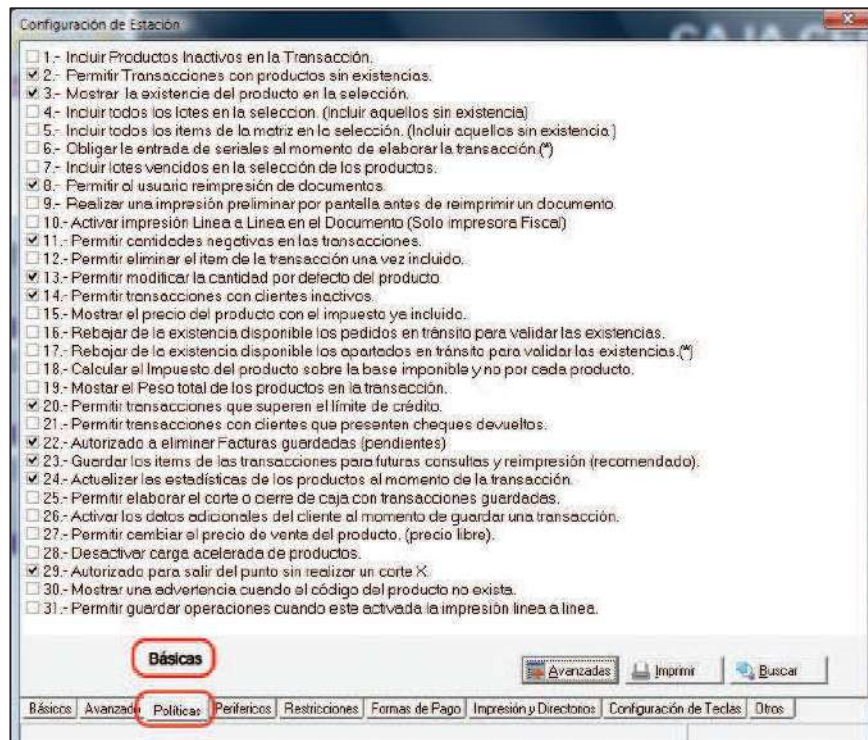 Configuración de Estación
1.- Incluir Productos Inactivos en la Transacción.
2.- Permitir Transacciones con productos sin existencias.
3.- Mostrar la existencia del producto en la selección.
4.- Incluir todos los lotes en la seleccion. (Incluir aquellos sin existencia)
5.- Incluir todos los items de la matriz en la selección. (Incluir aquellos sin existencia )
6.- Obligar la entrada de seriales al momento de elaborar la transacción.(*)
7.- Incluir lotes vencidos en la selección de los productos.
8.- Permitir al usuario reimpresión de documentos.
9.- Realizar una impresión preliminar por pantalla antes de reimprimir un documento
10.- Activar impresión Linea a Linea en el Documento (Solo impresora Fiscal)
11.- Permitir cantidades negativas en las transacciones.
12.- Permitir eliminar el item de la transacción una vez incluido.
13.- Permitir modificar la cantidad por defecto del producto.
14.- Permitir transacciones con clientes inactivos.
15.- Mostrar el precio del producto con el impuesto ya incluido.
16.- Rebajar de la existencia disponible los pedidos en tránsito para validar las existencias.
17.- Rebajar de la existencia disponible los apartados en tránsito para validar las existencias.(*)
18.- Calcular el Impuesto del producto sobre la base imponible y no por cada producto.
19.- Mostar el Peso total de los productos en la transacción.
20.- Permitir transacciones que superen el límite de crédito.
21.- Permitir transacciones con clientes que presenten cheques devueltos.
22.- Autorizado a eliminar Facturas guardadas (pendientes)
23.- Guardar los items de las transacciones para futuras consultas y reimpresión (recomendado).
24.- Actualizar las estadísticas de los productos al momento de la transacción.
25.- Permitir elaborar el corte o cierre de caja con transacciones guardadas.
26.- Activar los datos adicionales del cliente al momento de guardar una transacción.
27.- Permitir cambiar el precio de venta del producto. (precio libre).
28.- Desactivar carga acelarada de productos.
29.- Autorizado para salir del punto sin realizar un corte X.
30.- Mostrar una advertencia cuando el código del producto no exista.
31.- Permitir guardar operaciones cuando este activada la impresión linea a linea.
Básicas
Avanzadas Imprimir Buscar
Básicos Avanzado Políticas Perifericos Restricciones Formas de Pago Impresión y Directorios Configuración de Teclas Otros